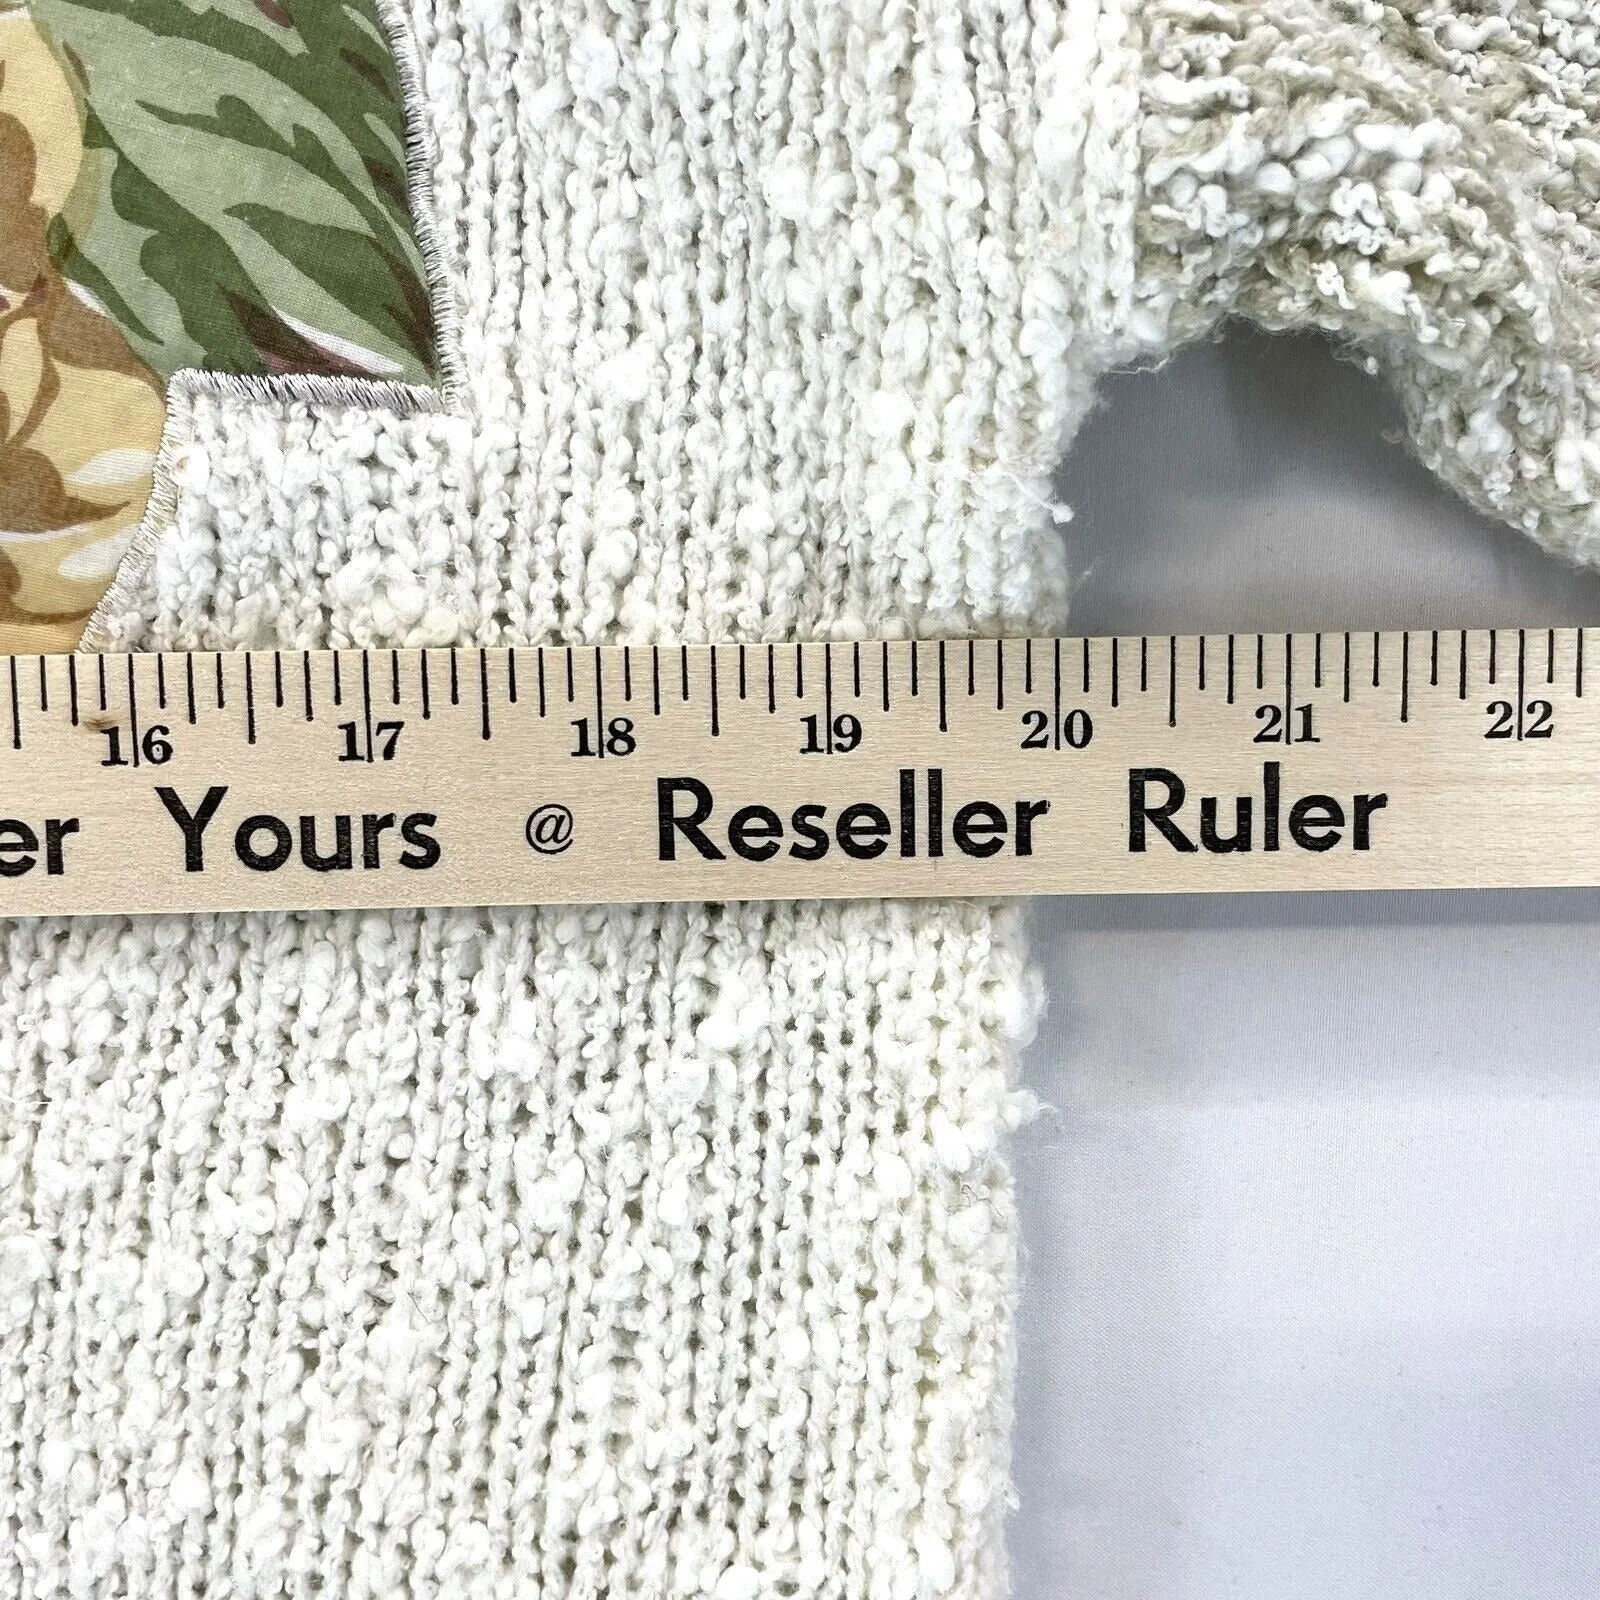 16 17 18 19 20 21 22
er Yours @ Reseller Ruler